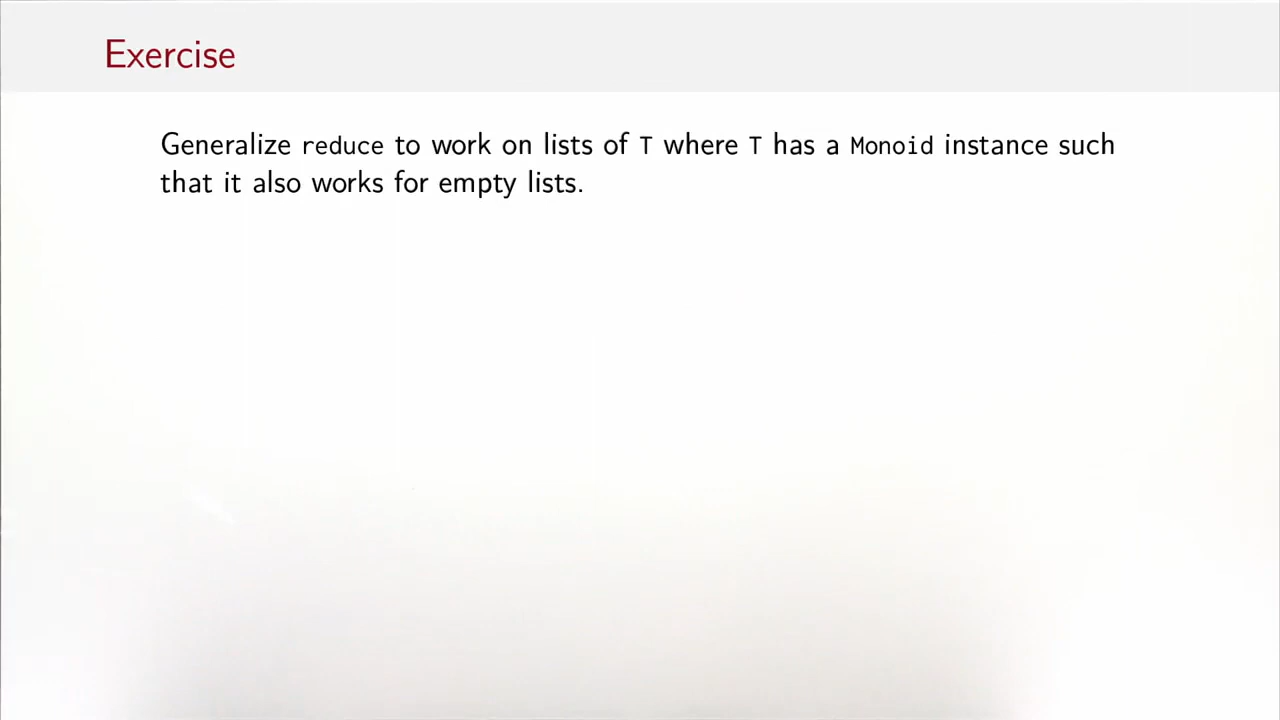 Exercise
Generalize reduce to work on lists of T where T has a Monoid instance such
that it also works for empty lists.